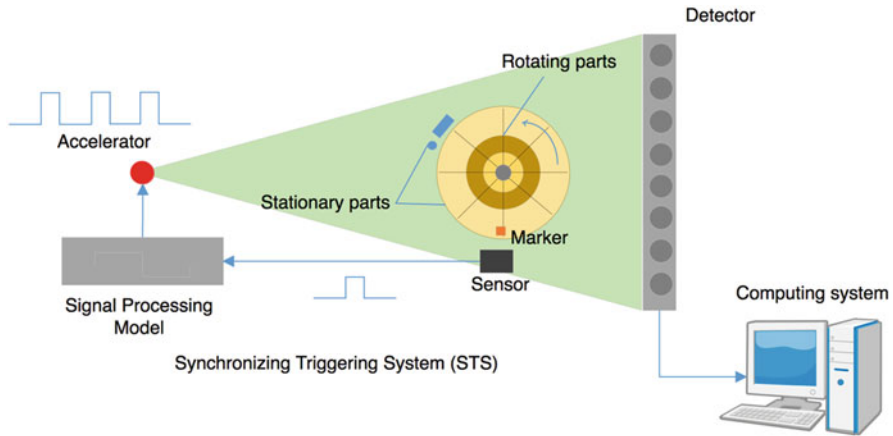 Detector
Rotating parts
Accelerator
Stationary parts
Marker
Sensor
Signal Processing
Model
Computing system
Synchronizing Triggering System (STS)